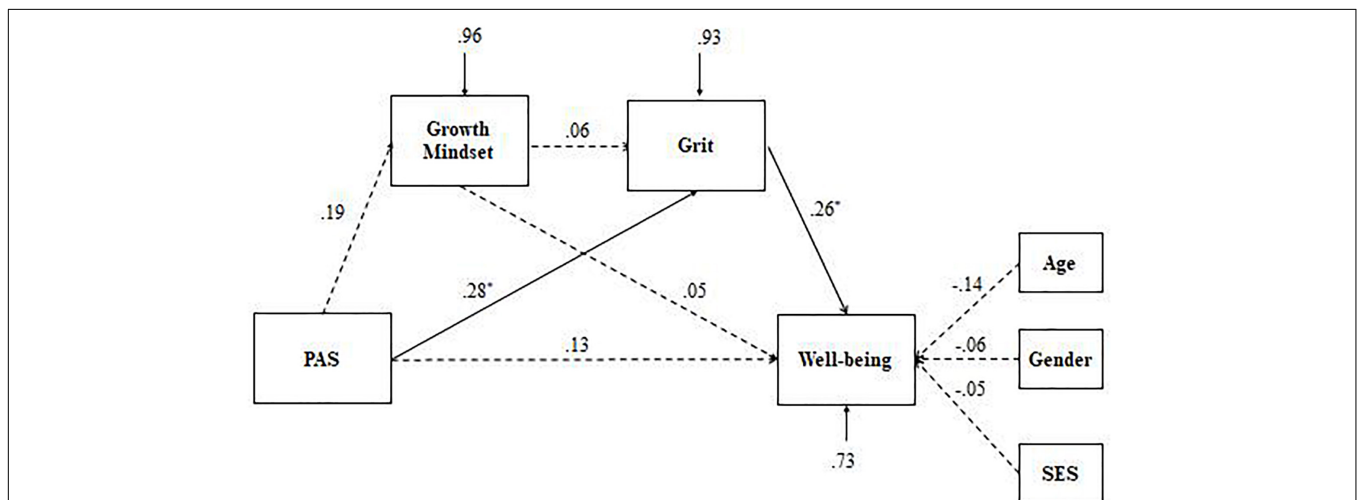 .96
.93
Growth
Mindset
.06
Grit
.19
.26*
Age
.28*
.05
-.14
PAS
.13
Well-being
-.06
Gender
-.05
.73
SES